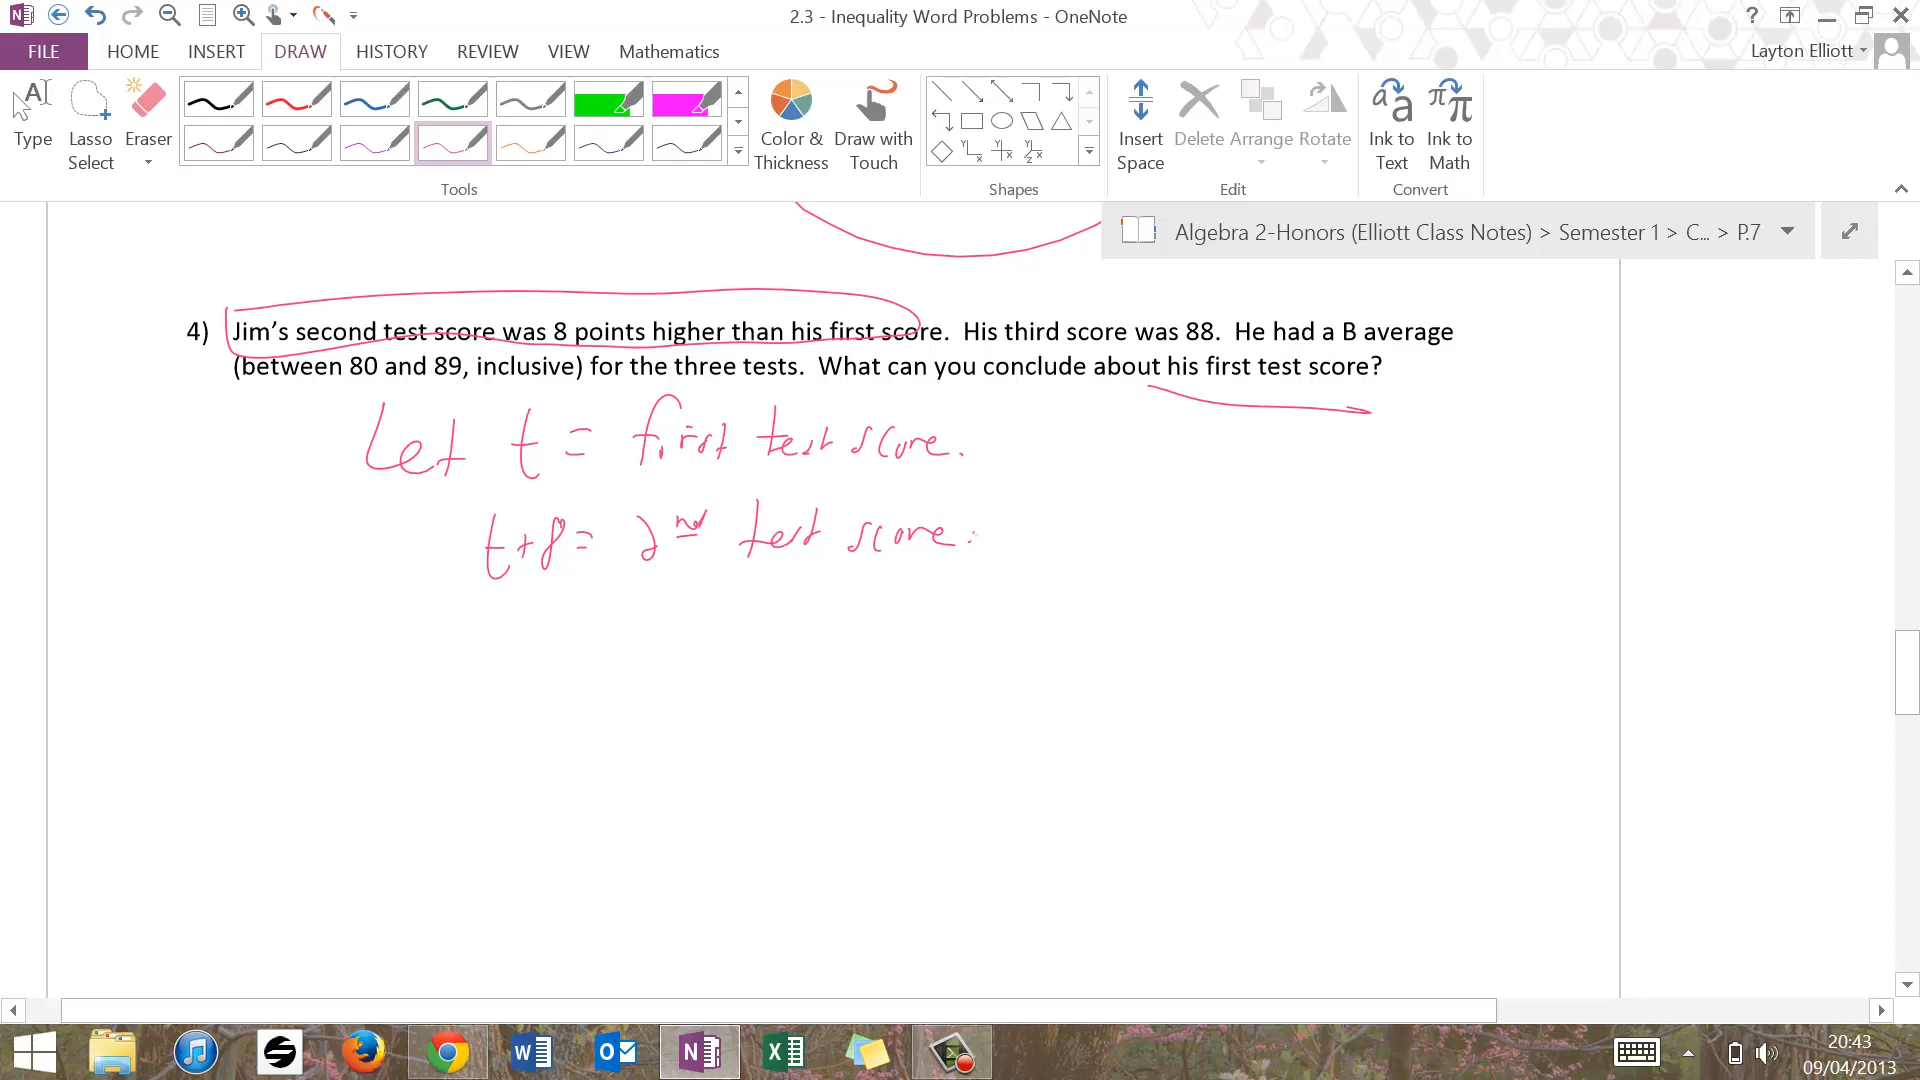 2.3 - Inequality Word Problems - OneNote
FILE HOME INSERT DRAW HISTORY REVIEW VIEW Mathematics
Layton Elliott
Type
Lasso Select
Eraser
Color & Thickness
Draw with Touch
Insert Space
Delete
Arrange
Rotate
Ink to Text
Ink to Math
Tools
Shapes
Edit
Convert
Algebra 2-Honors (Elliott Class Notes) > Semester 1 > C... > P.7
4) Jim’s second test score was 8 points higher than his first score. His third score was 88. He had a B average
(between 80 and 89, inclusive) for the three tests. What can you conclude about his first test score?
Let t = first test score.
t+8= 2nd test score.
20:43
09/04/2013